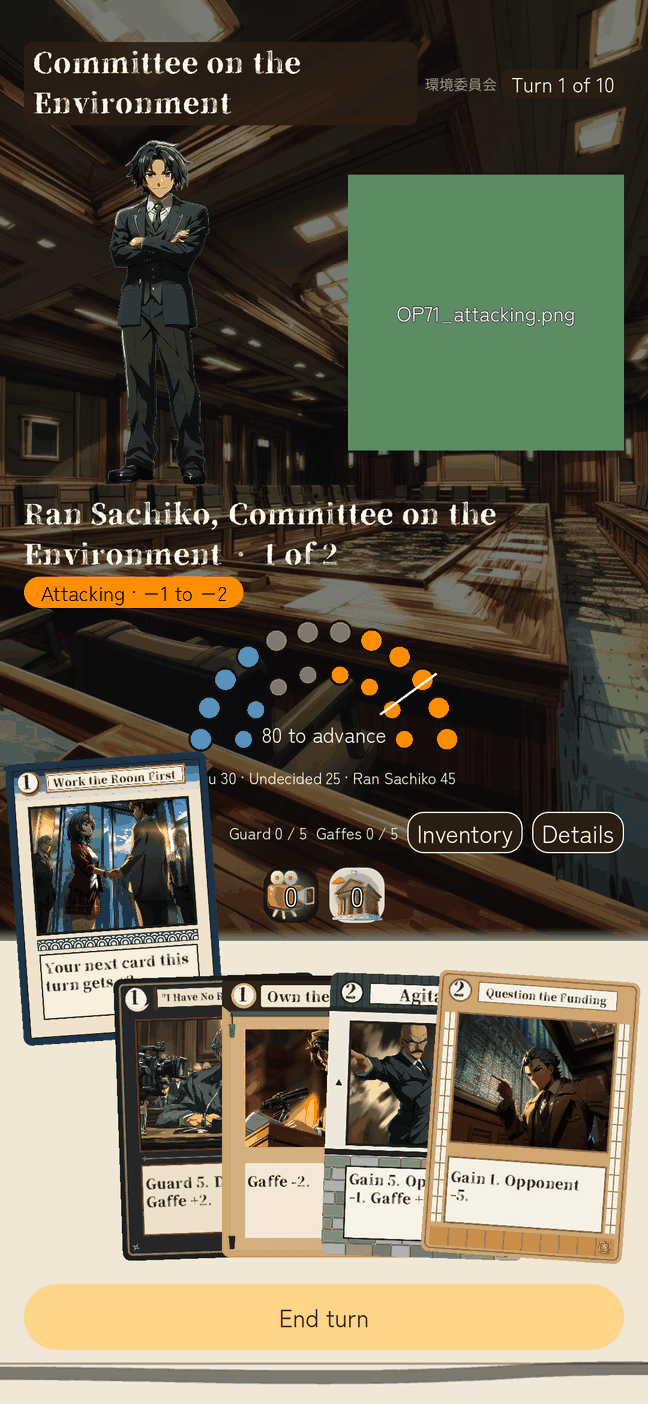 Committee on the
Environment
環境委員会
Turn 1 of 10
OP71_attacking.png
Ran Sachiko, Committee on the
Environment · 1 of 2
Attacking · −1 to −2
80 to advance
u 30 · Undecided 25 · Ran Sachiko 45
Guard 0 / 5 Gaffes 0 / 5
Inventory
Details
0
0
1
Work the Room First
Your next card this
turn gets
1
"I Have No
Guard 5.
Gaffe +2.
1
Own the
Gaffe -2.
2
Agita
Gain 5. Op
-1. Gaffe +
2
Question the Funding
Gain 1. Opponent
-5.
End turn